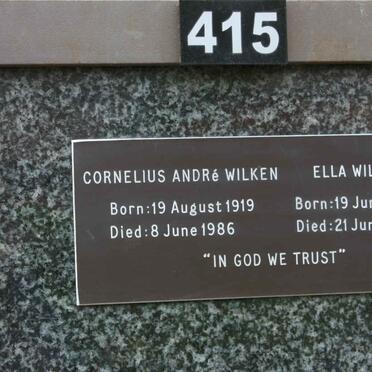 415
CORNELIUS ANDRé WILKEN ELLA WIL
Born:19 August 1919 Born:19 Jun
Died:8 June 1986 Died:21 Jun
"IN GOD WE TRUST"